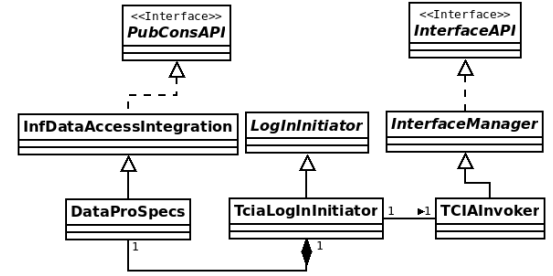 <<Interface>>
PubConsAPI
<<Interface>>
InterfaceAPI
InfDataAccessIntegration
LogInInitiator
InterfaceManager
DataProSpecs
TciaLogInInitiator
1
1
TCIAInvoker
1
1